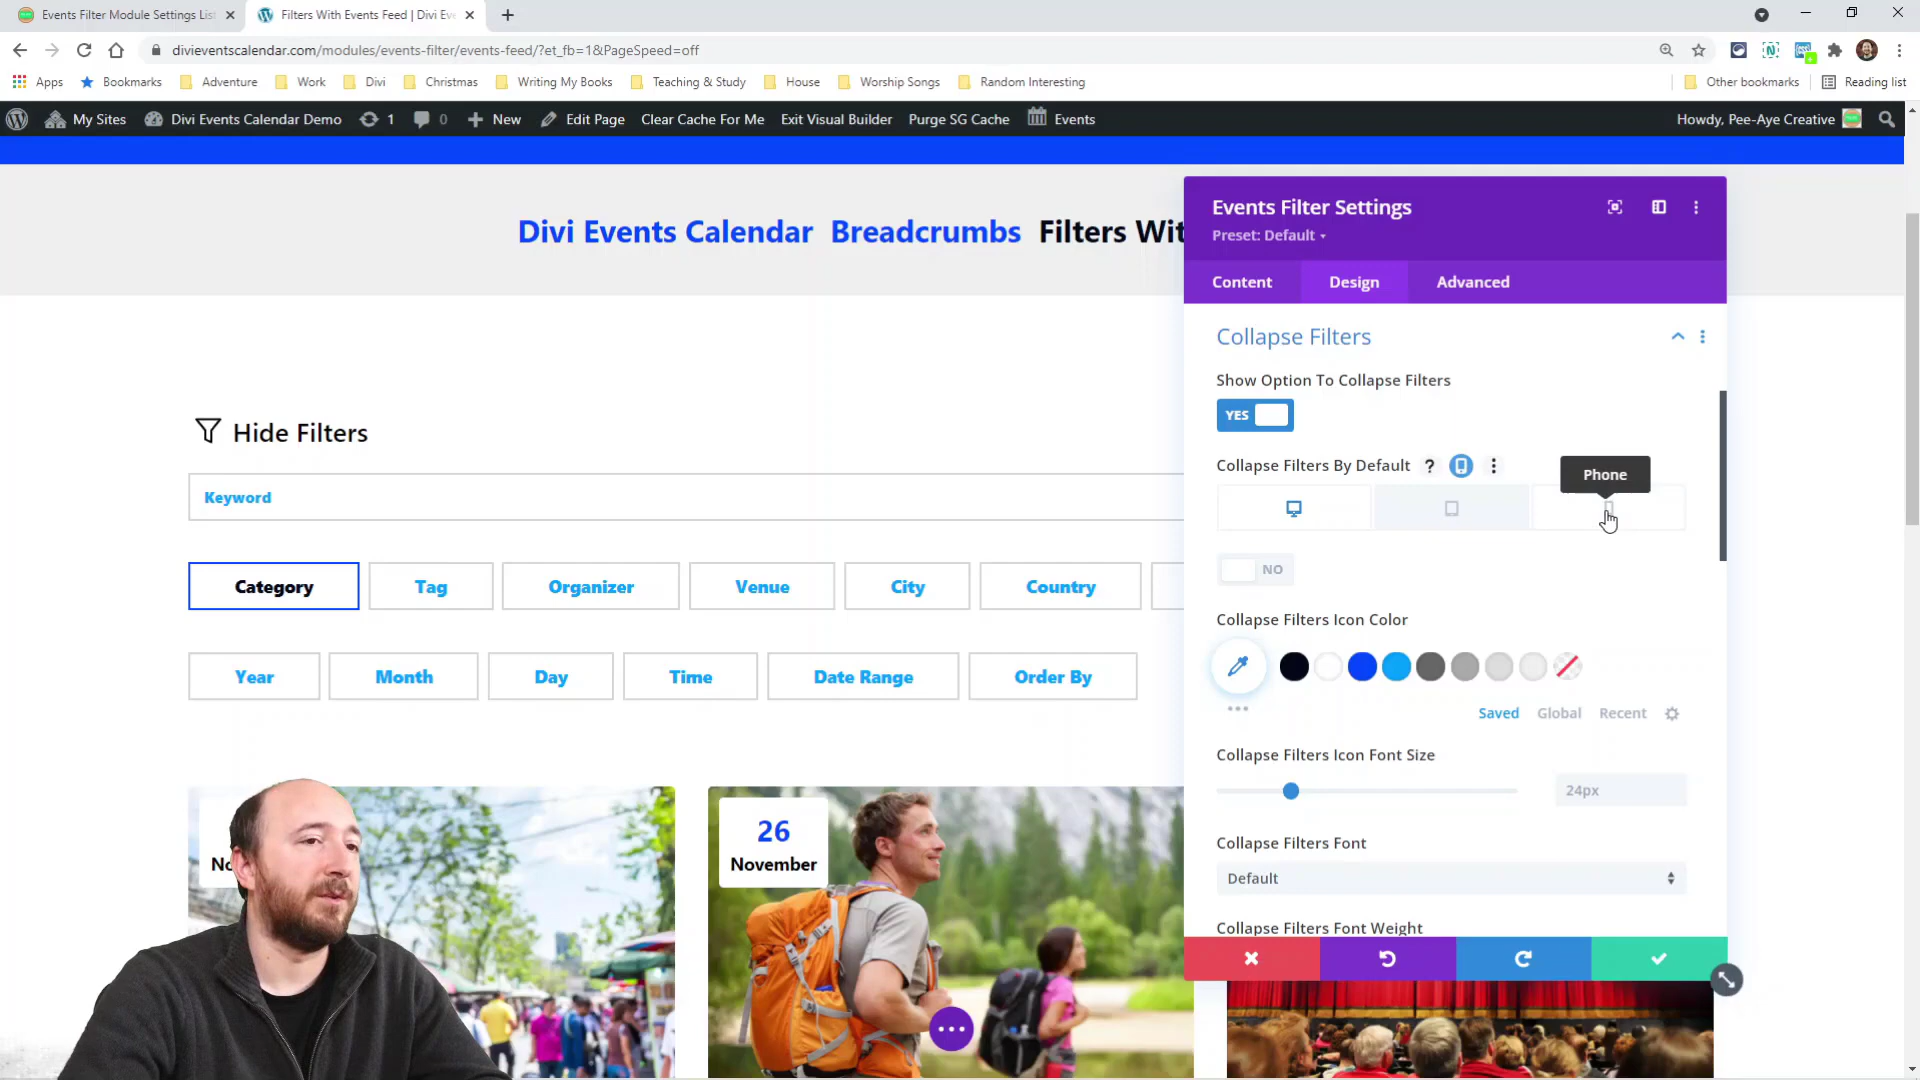 Events Filter Module Settings List
Filters With Events Feed | Divi Eve
divieventscalendar.com/modules/events-filter/events-feed/?et_fb=1&PageSpeed=off
Apps
Bookmarks
Adventure
Work
Divi
Christmas
Writing My Books
Teaching & Study
House
Worship Songs
Random Interesting
Other bookmarks
Reading list
My Sites
Divi Events Calendar Demo
1
0
New
Edit Page
Clear Cache For Me
Exit Visual Builder
Purge SG Cache
Events
Howdy, Pee-Aye Creative
Divi Events Calendar Breadcrumbs Filters Wit
Hide Filters
Keyword
Category
Tag
Organizer
Venue
City
Country
Year
Month
Day
Time
Date Range
Order By
No
26
November
Events Filter Settings
Preset: Default
Content
Design
Advanced
Collapse Filters
Show Option To Collapse Filters
YES
Collapse Filters By Default ?
Phone
NO
Collapse Filters Icon Color
Saved
Global
Recent
Collapse Filters Icon Font Size
24px
Collapse Filters Font
Default
Collapse Filters Font Weight